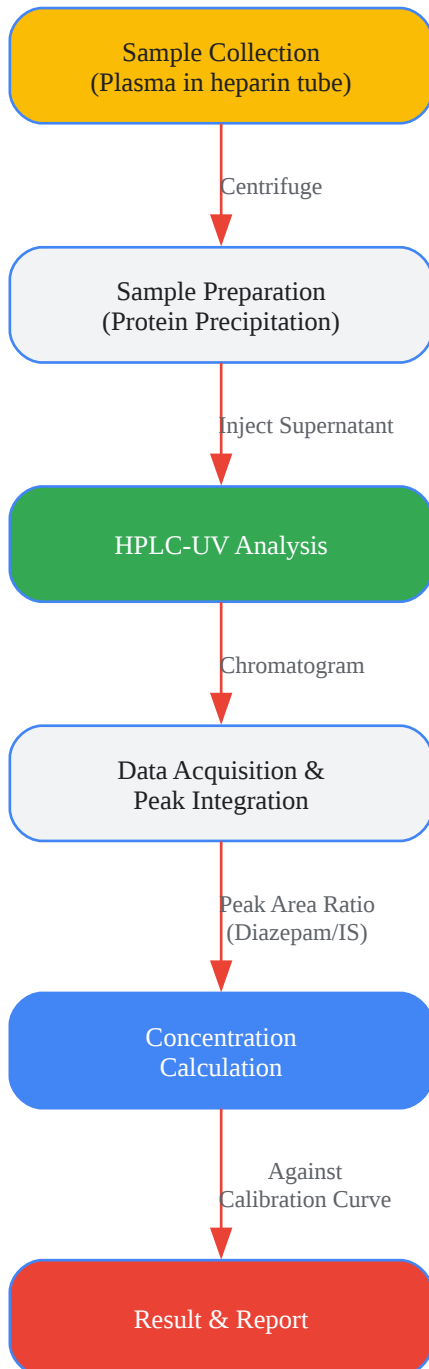 Sample Collection
(Plasma in heparin tube)
Centrifuge
Sample Preparation
(Protein Precipitation)
Inject Supernatant
HPLC-UV Analysis
Chromatogram
Data Acquisition &
Peak Integration
Peak Area Ratio
(Diazepam/IS)
Concentration
Calculation
Against
Calibration Curve
Result & Report